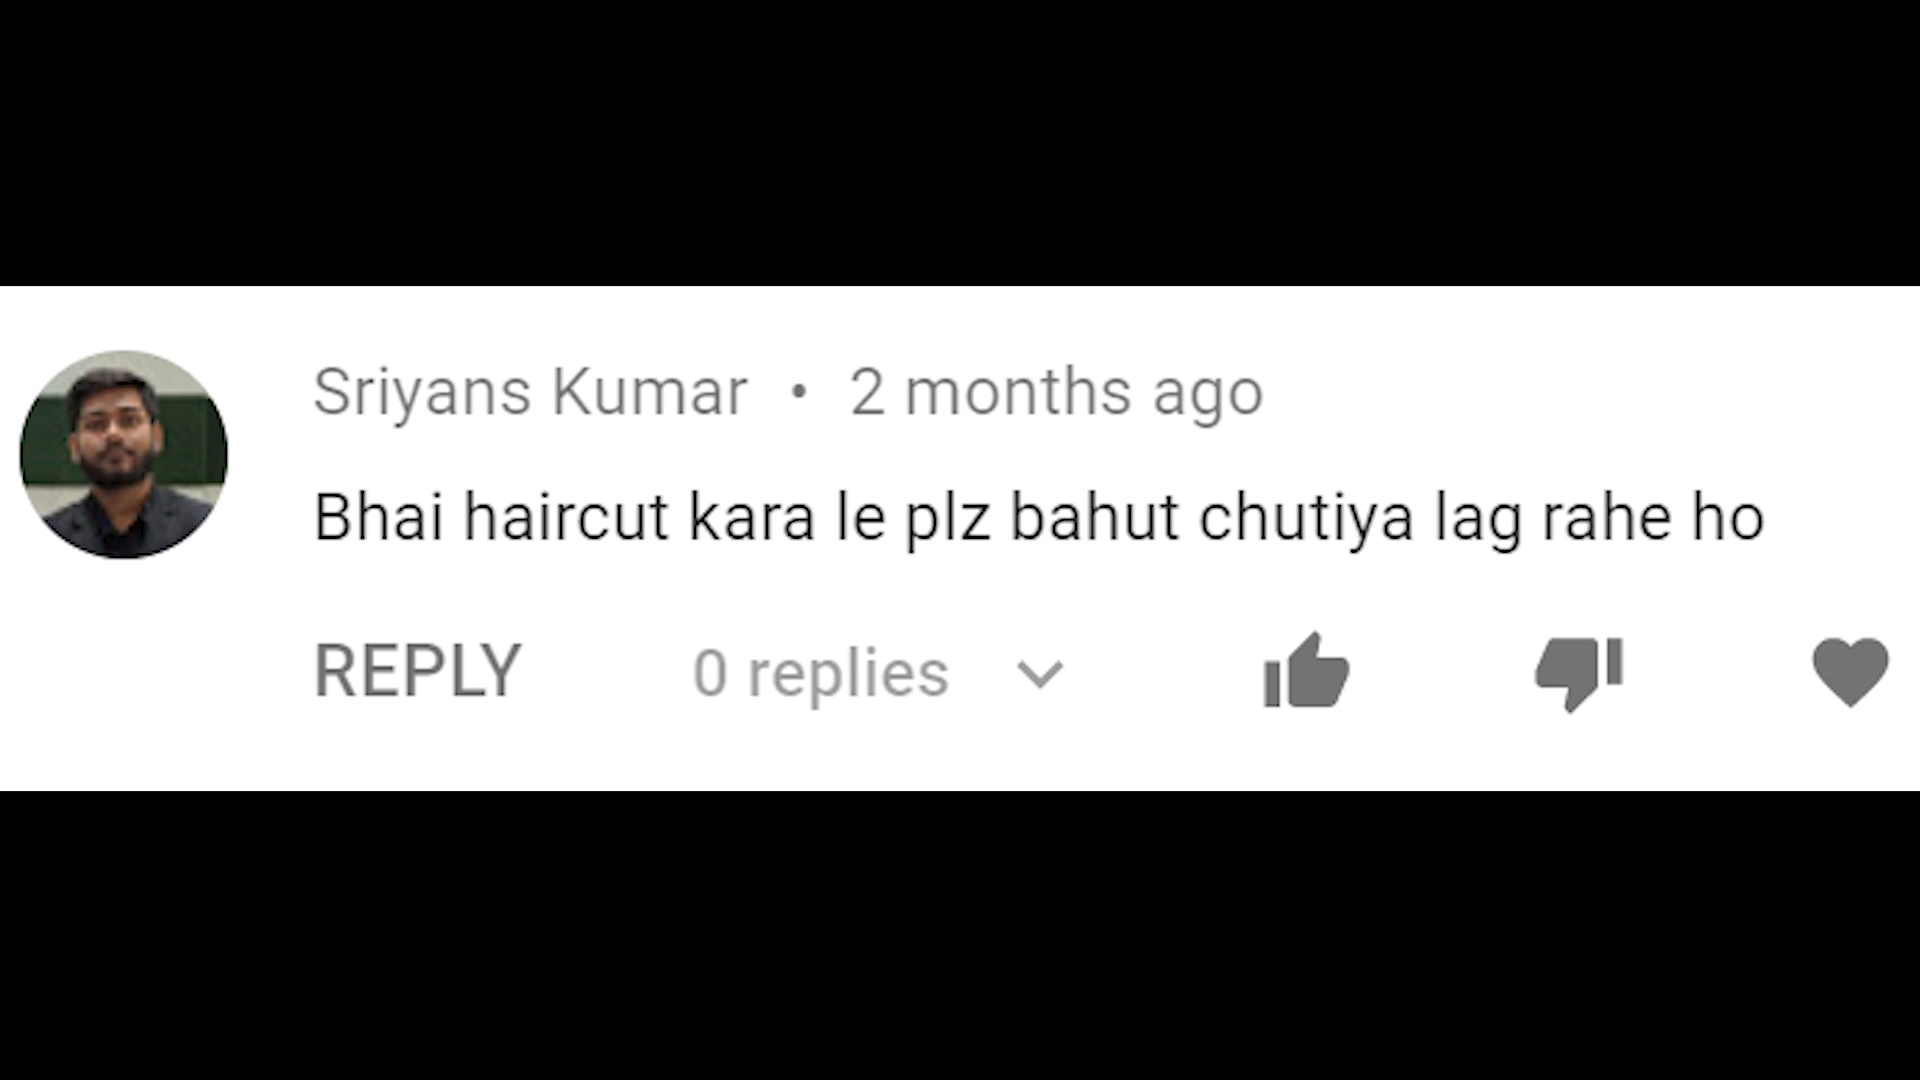 Sriyans Kumar • 2 months ago
Bhai haircut kara le plz bahut chutiya lag rahe ho
REPLY 0 replies